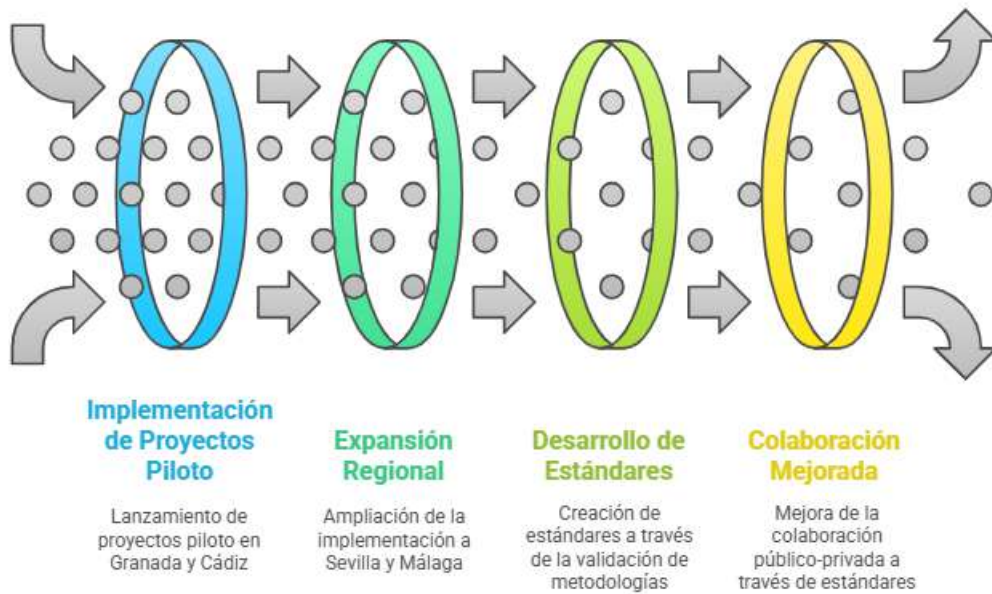 Implementación
de Proyectos
Piloto
Lanzamiento de
proyectos piloto en
Granada y Cádiz
Expansión
Regional
Ampliación de la
implementación a
Sevilla y Málaga
Desarrollo de
Estándares
Creación de
estándares a través
de la validación de
metodologías
Colaboración
Mejorada
Mejora de la
colaboración
público-privada a
través de estándares